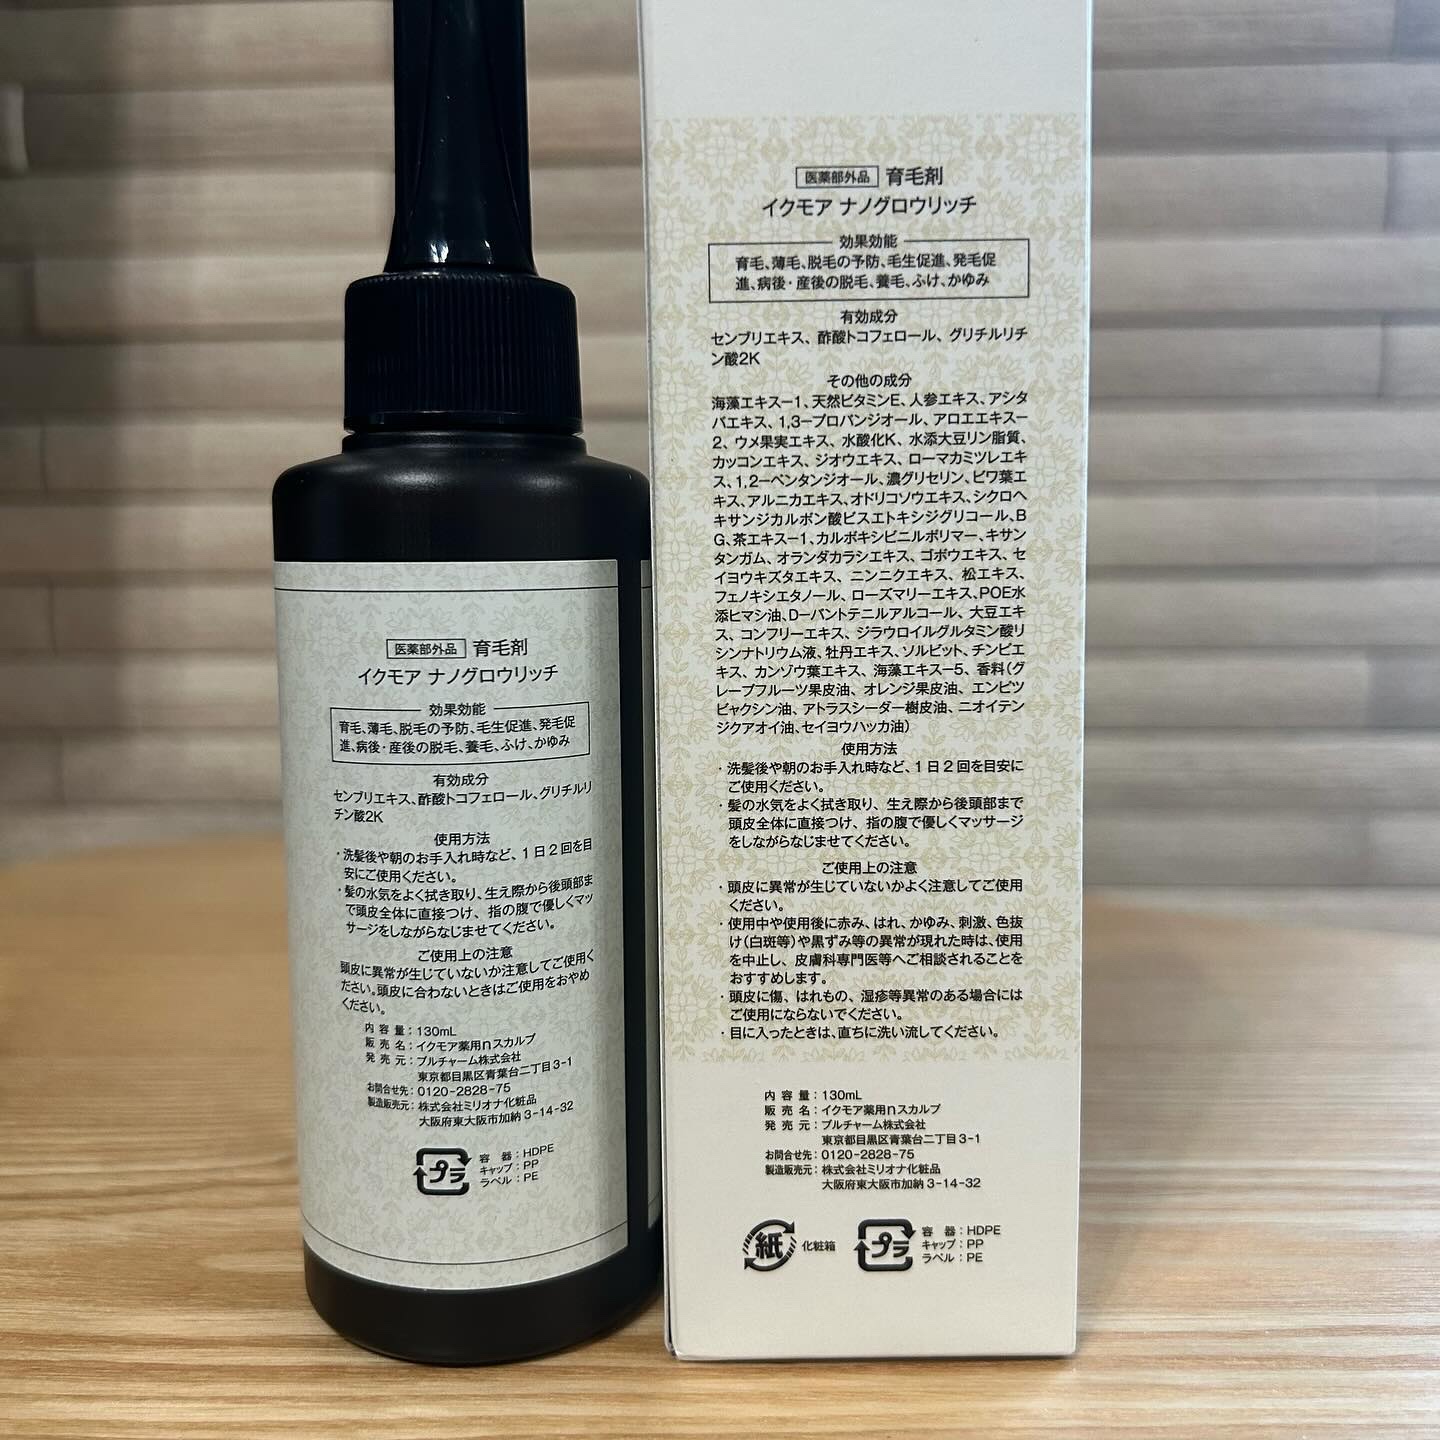 医薬部外品 育毛剤
イクモア ナノグロウリッチ
効果効能
育毛、薄毛、脱毛の予防、毛生促進、発毛促
進、病後・産後の脱毛、養毛、ふけ、かゆみ
有効成分
センブリエキス、酢酸トコフェロール、グリチルリ
チン酸2K
使用方法
・洗髪後や朝のお手入れ時など、1日2回を目
安にご使用ください。
・髪の水気をよく拭き取り、生え際から後頭部ま
で頭皮全体に直接つけ、指の腹で優しくマッ
サージをしながらなじませてください。
ご使用上の注意
頭皮に異常が生じていないか注意してご使用く
ださい。頭皮に合わないときはご使用をおやめ
ください。
内容量：130mL
販売名：イクモア薬用nスカルプ
発売元：ブルチャーム株式会社
東京都目黒区青葉台二丁目3-1
お問合せ先：0120-2828-75
製造販売元：株式会社ミリオナ化粧品
大阪府東大阪市加納3-14-32
プラ
容器：HDPE
キャップ：PP
ラベル：PE
医薬部外品 育毛剤
イクモア ナノグロウリッチ
効果効能
育毛、薄毛、脱毛の予防、毛生促進、発毛促
進、病後・産後の脱毛、養毛、ふけ、かゆみ
有効成分
センブリエキス、酢酸トコフェロール、グリチルリチ
ン酸2K
その他の成分
海藻エキス－1、天然ビタミンE、人参エキス、アシタ
バエキス、1,3－プロパンジオール、アロエエキス－
2、ウメ果実エキス、水酸化K、水添大豆リン脂質、
カッコンエキス、ジオウエキス、ローマカミツレエキ
ス、1,2－ペンタンジオール、濃グリセリン、ビワ葉エ
キス、アルニカエキス、オドリコソウエキス、シクロヘ
キサンジカルボン酸ビスエトキシジグリコール、B
G、茶エキス－1、カルボキシビニルポリマー、キサン
タンガム、オランダカラシエキス、ゴボウエキス、セ
イヨウキズタエキス、ニンニクエキス、松エキス、
フェノキシエタノール、ローズマリーエキス、POE水
添ヒマシ油、D－パントテニルアルコール、大豆エキ
ス、コンフリーエキス、ジラウロイルグルタミン酸リ
シンナトリウム液、牡丹エキス、ソルビット、チンピエ
キス、カンゾウ葉エキス、海藻エキス－5、香料(グ
レープフルーツ果皮油、オレンジ果皮油、エンピツ
ビャクシン油、アトラスシーダー樹皮油、ニオイテン
ジクアオイ油、セイヨウハッカ油)
使用方法
・洗髪後や朝のお手入れ時など、1日2回を目安に
ご使用ください。
・髪の水気をよく拭き取り、生え際から後頭部まで
頭皮全体に直接つけ、指の腹で優しくマッサージ
をしながらなじませてください。
ご使用上の注意
・頭皮に異常が生じていないかよく注意してご使用
ください。
・使用中や使用後に赤み、はれ、かゆみ、刺激、色抜
け(白斑等)や黒ずみ等の異常が現れた時は、使用
を中止し、皮膚科専門医等へご相談されることを
おすすめします。
・頭皮に傷、はれもの、湿疹等異常のある場合には
ご使用にならないでください。
・目に入ったときは、直ちに洗い流してください。
内容量：130mL
販売名：イクモア薬用nスカルプ
発売元：ブルチャーム株式会社
東京都目黒区青葉台二丁目3-1
お問合せ先：0120-2828-75
製造販売元：株式会社ミリオナ化粧品
大阪府東大阪市加納3-14-32
紙 化粧箱
プラ
容器：HDPE
キャップ：PP
ラベル：PE